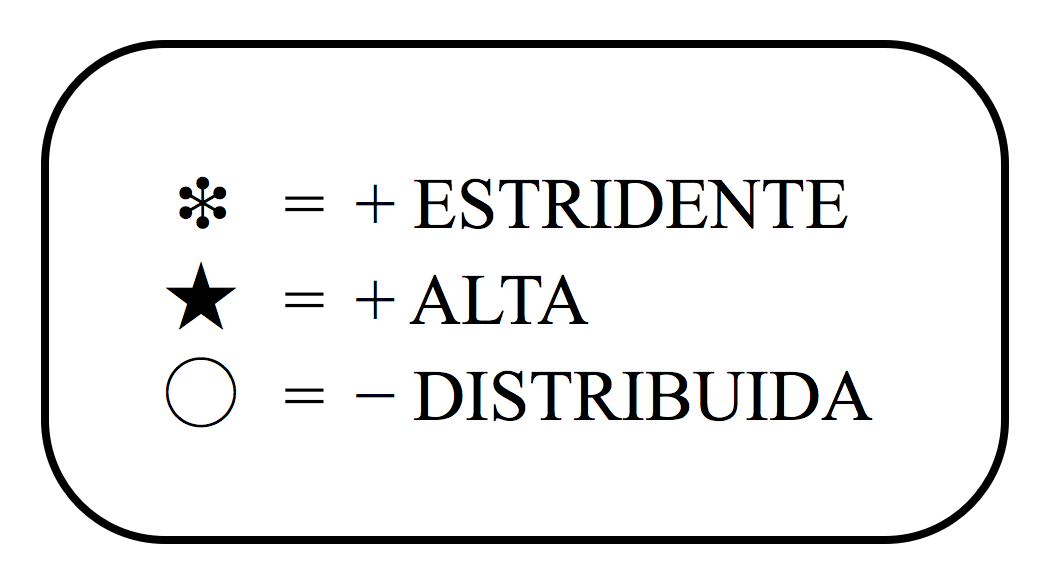 ❇ = + ESTRIDENTE
★ = + ALTA
◯ = − DISTRIBUIDA